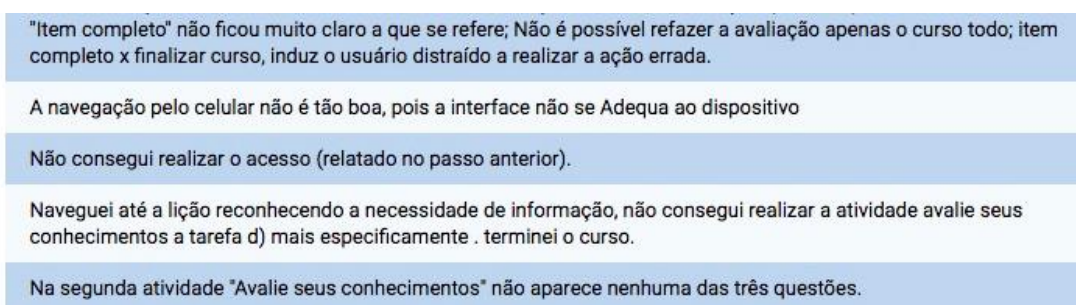 "Item completo" não ficou muito claro a que se refere; Não é possível refazer a avaliação apenas o curso todo; item
completo x finalizar curso, induz o usuário distraído a realizar a ação errada.
A navegação pelo celular não é tão boa, pois a interface não se Adequa ao dispositivo
Não consegui realizar o acesso (relatado no passo anterior).
Naveguei até a lição reconhecendo a necessidade de informação, não consegui realizar a atividade avalie seus
conhecimentos a tarefa d) mais especificamente . terminei o curso.
Na segunda atividade "Avalie seus conhecimentos" não aparece nenhuma das três questões.